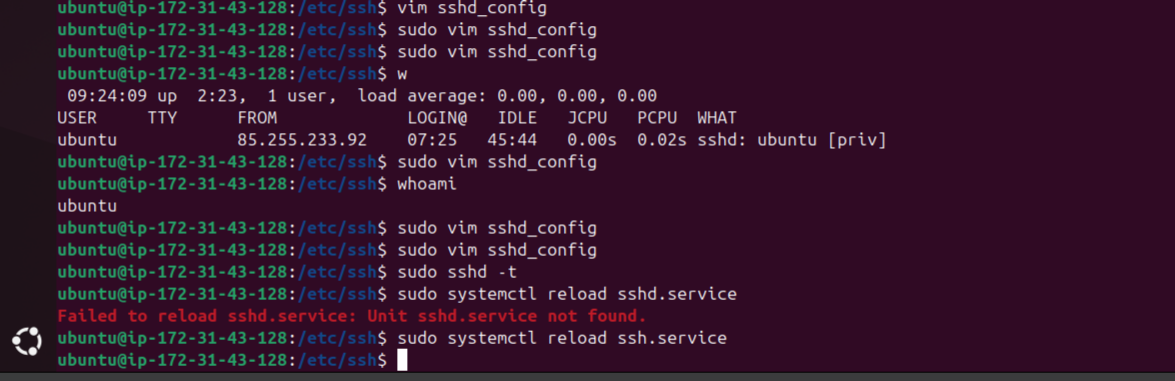 ubuntu@ip-172-31-43-128:/etc/ssh$ vim sshd_config
ubuntu@ip-172-31-43-128:/etc/ssh$ sudo vim sshd_config
ubuntu@ip-172-31-43-128:/etc/ssh$ sudo vim sshd_config
ubuntu@ip-172-31-43-128:/etc/ssh$ w
 09:24:09 up  2:23,  1 user,  load average: 0.00, 0.00, 0.00
USER     TTY      FROM             LOGIN@   IDLE   JCPU   PCPU  WHAT
ubuntu            85.255.233.92    07:25   45:44   0.00s  0.02s sshd: ubuntu [priv]
ubuntu@ip-172-31-43-128:/etc/ssh$ sudo vim sshd_config
ubuntu@ip-172-31-43-128:/etc/ssh$ whoami
ubuntu
ubuntu@ip-172-31-43-128:/etc/ssh$ sudo vim sshd_config
ubuntu@ip-172-31-43-128:/etc/ssh$ sudo vim sshd_config
ubuntu@ip-172-31-43-128:/etc/ssh$ sudo sshd -t
ubuntu@ip-172-31-43-128:/etc/ssh$ sudo systemctl reload sshd.service
Failed to reload sshd.service: Unit sshd.service not found.
ubuntu@ip-172-31-43-128:/etc/ssh$ sudo systemctl reload ssh.service
ubuntu@ip-172-31-43-128:/etc/ssh$